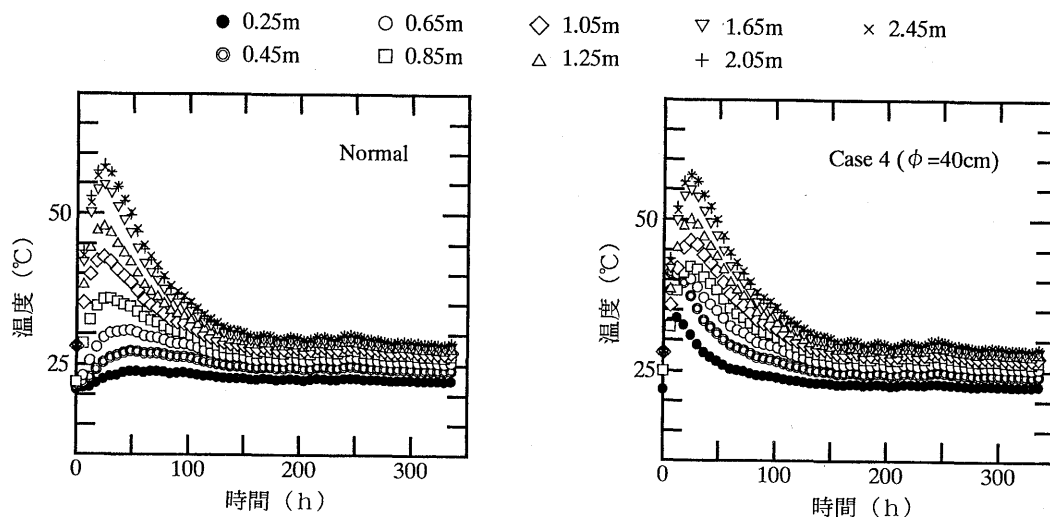 ● 0.25m ○ 0.65m ◇ 1.05m ▽ 1.65m × 2.45m
◎ 0.45m □ 0.85m △ 1.25m + 2.05m
Normal
50
25
温度 (℃)
0 100 200 300
時間 (h)
Case 4 (φ=40cm)
50
25
温度 (℃)
0 100 200 300
時間 (h)